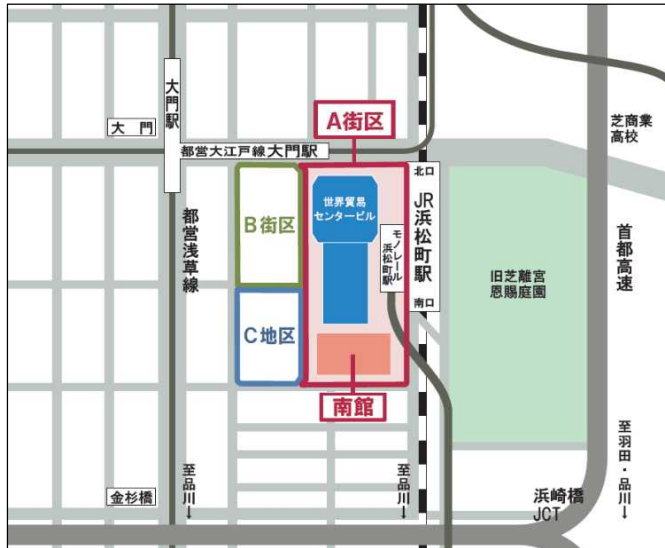 大門駅
大門
都営大江戸線大門駅
A街区
芝商業
高校
北口
世界貿易
センタービル
JR浜松町駅
B街区
モノレール
浜松町駅
都営浅草線
首都高速
旧芝離宮
恩賜庭園
南口
C地区
南館
至品川↓
至品川↓
至羽田・品川↓
金杉橋
浜崎橋
JCT